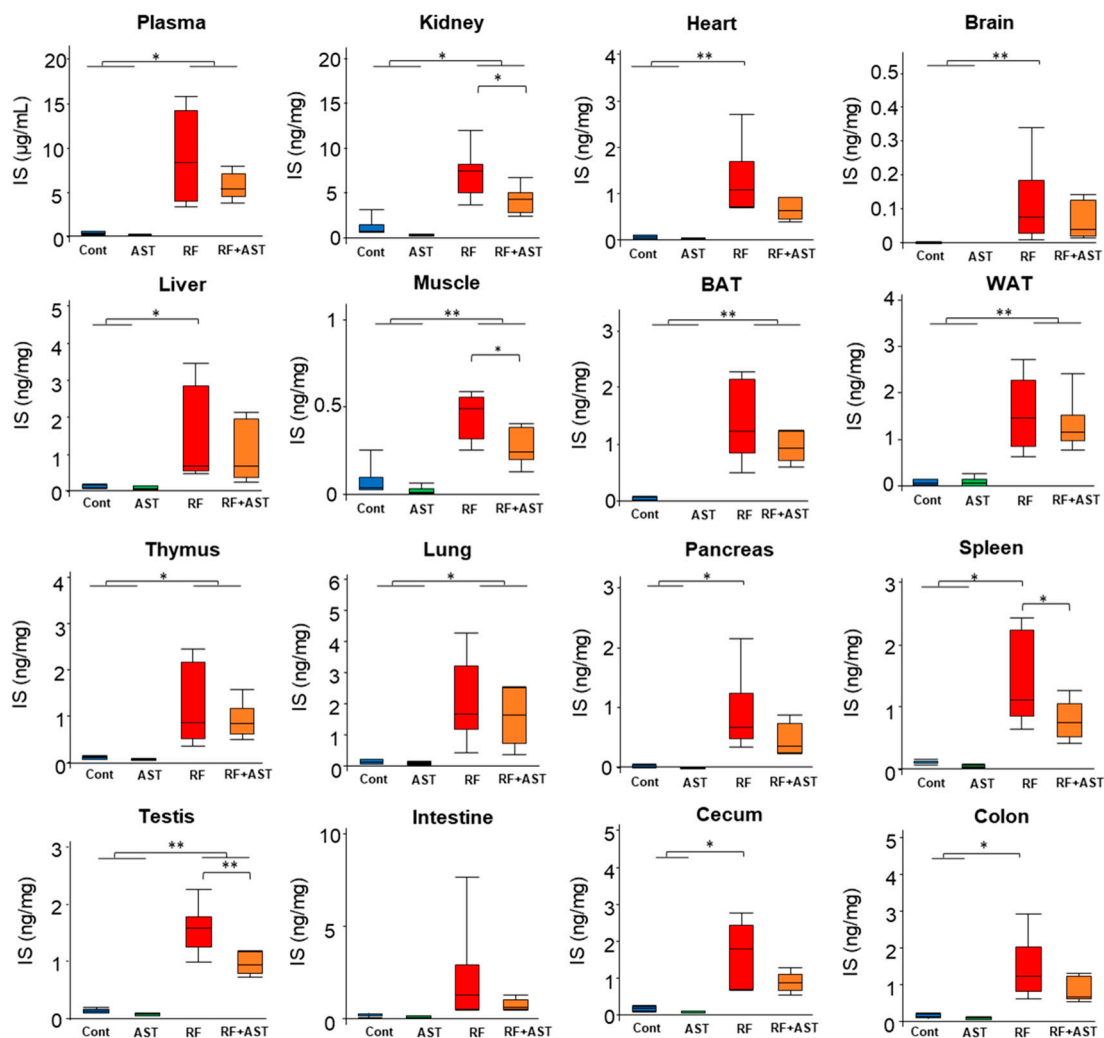 Plasma
IS (μg/mL)
20
15
10
5
0
*
Cont AST RF RF+AST
Kidney
IS (ng/mg)
20
15
10
5
0
*
*
Cont AST RF RF+AST
Heart
IS (ng/mg)
4
3
2
1
0
**
Cont AST RF RF+AST
Brain
IS (ng/mg)
0.5
0.4
0.3
0.2
0.1
0
**
Cont AST RF RF+AST
Liver
IS (ng/mg)
5
4
3
2
1
0
*
Cont AST RF RF+AST
Muscle
IS (ng/mg)
1
0.5
0
**
*
Cont AST RF RF+AST
BAT
IS (ng/mg)
3
2
1
0
**
Cont AST RF RF+AST
WAT
IS (ng/mg)
4
3
2
1
0
**
Cont AST RF RF+AST
Thymus
IS (ng/mg)
4
3
2
1
0
*
Cont AST RF RF+AST
Lung
IS (ng/mg)
6
5
4
3
2
1
0
*
Cont AST RF RF+AST
Pancreas
IS (ng/mg)
3
2
1
0
*
Cont AST RF RF+AST
Spleen
IS (ng/mg)
3
2
1
0
*
*
Cont AST RF RF+AST
Testis
IS (ng/mg)
3
2
1
0
**
**
Cont AST RF RF+AST
Intestine
IS (ng/mg)
10
5
0
Cont AST RF RF+AST
Cecum
IS (ng/mg)
5
4
3
2
1
0
*
Cont AST RF RF+AST
Colon
IS (ng/mg)
5
4
3
2
1
0
*
Cont AST RF RF+AST